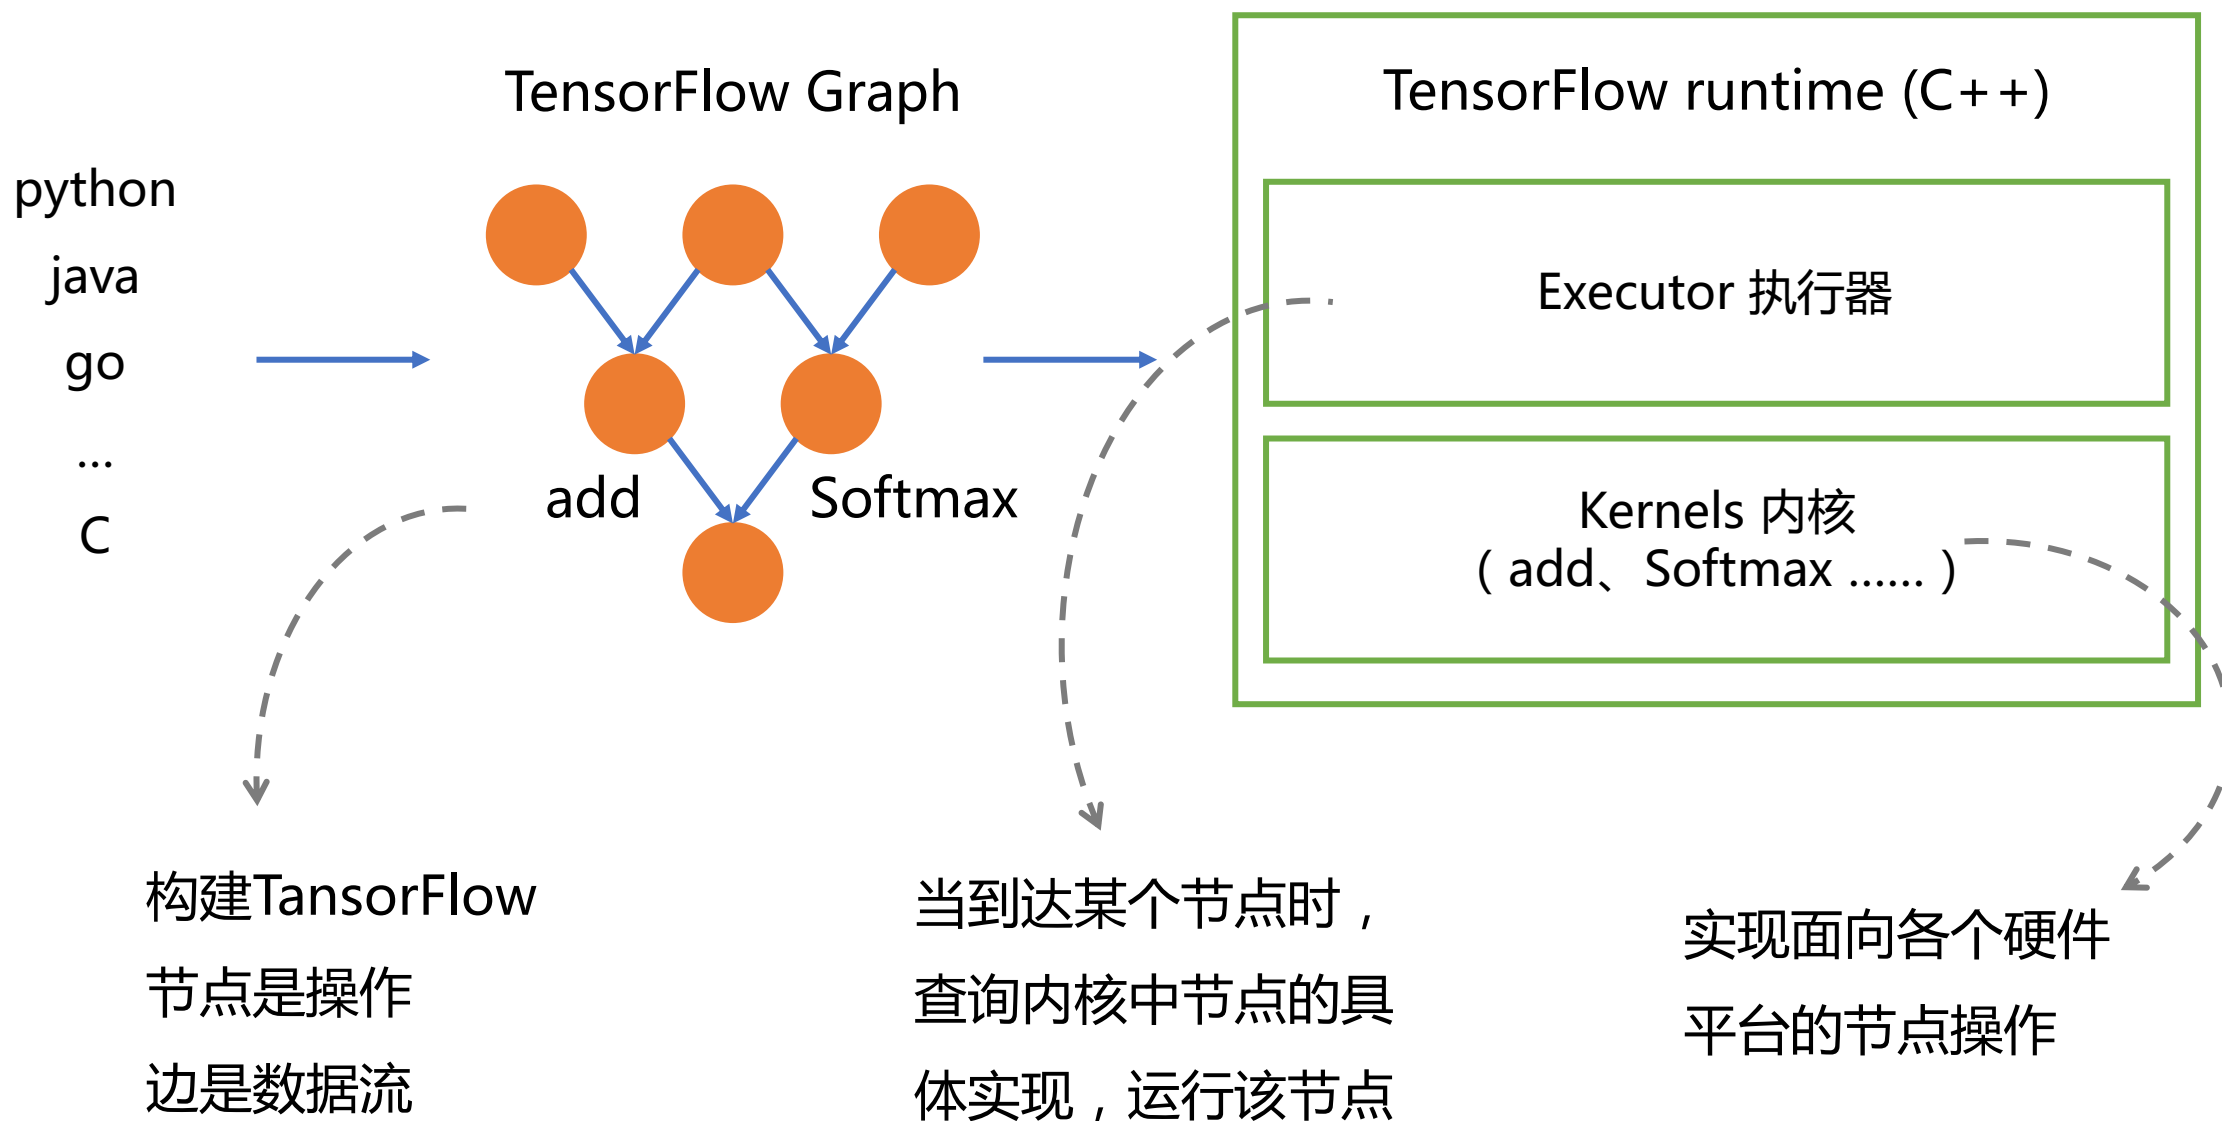 TensorFlow Graph
TensorFlow runtime (C++)
python
java
go
...
C
add
Softmax
Executor 执行器
Kernels 内核
（ add、Softmax ...... ）
构建TansorFlow
节点是操作
边是数据流
当到达某个节点时，
查询内核中节点的具
体实现，运行该节点
实现面向各个硬件
平台的节点操作